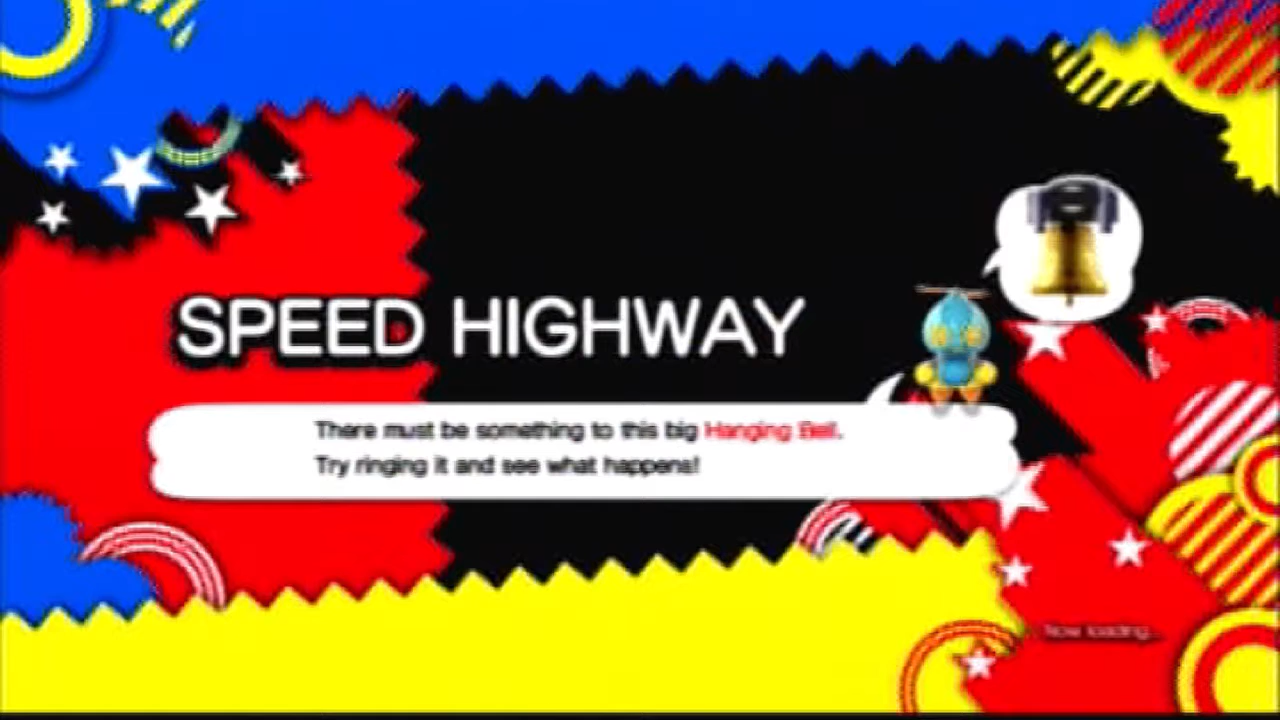 SPEED HIGHWAY
There must be something to this big Hanging Bell.
Try ringing it and see what happens!
Now loading...